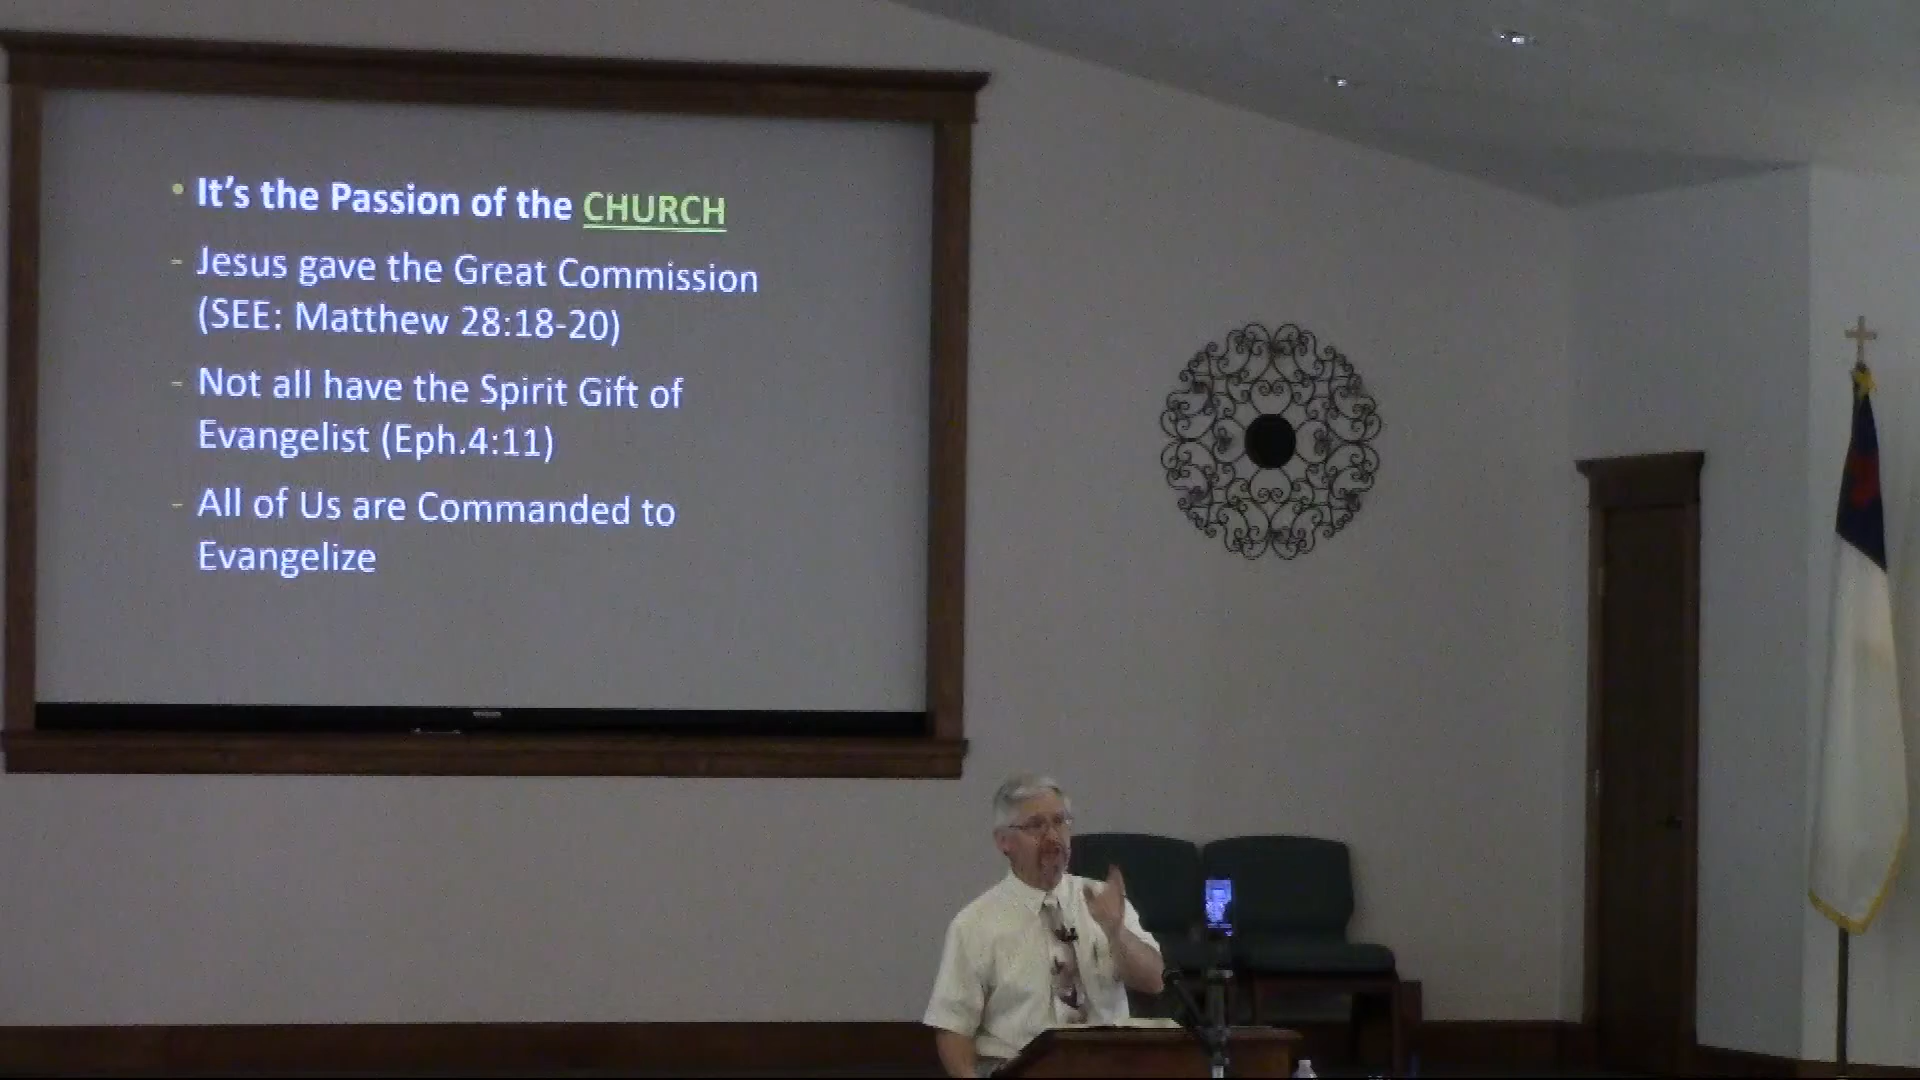 • It's the Passion of the CHURCH
- Jesus gave the Great Commission
(SEE: Matthew 28:18-20)
- Not all have the Spirit Gift of
Evangelist (Eph.4:11)
- All of Us are Commanded to
Evangelize